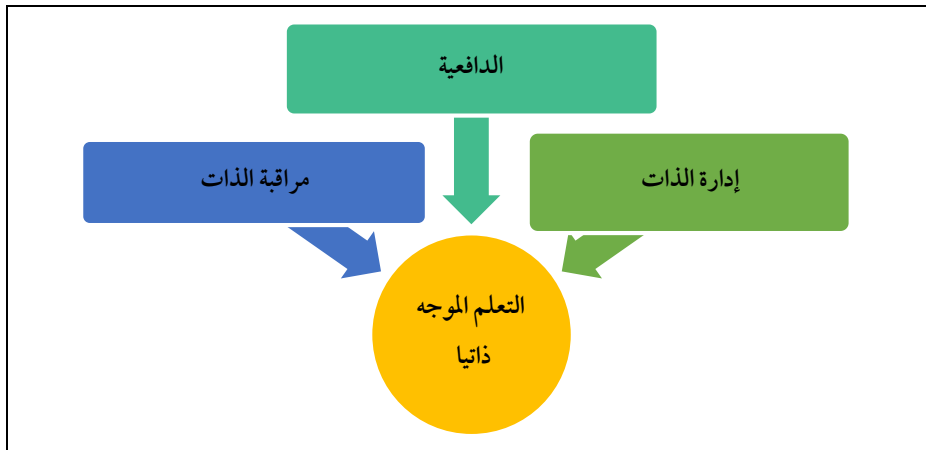 الدافعية
إدارة الذات
مراقبة الذات
التعلم الموجه
ذاتيا